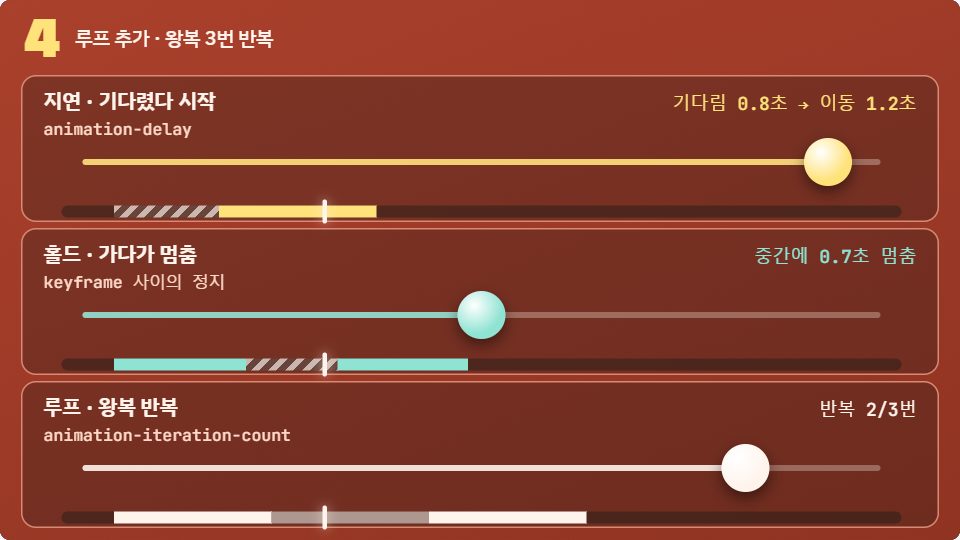 4 루프 추가 · 왕복 3번 반복
지연 · 기다렸다 시작
기다림 0.8초 → 이동 1.2초
animation-delay
홀드 · 가다가 멈춤
중간에 0.7초 멈춤
keyframe 사이의 정지
루프 · 왕복 반복
반복 2/3번
animation-iteration-count